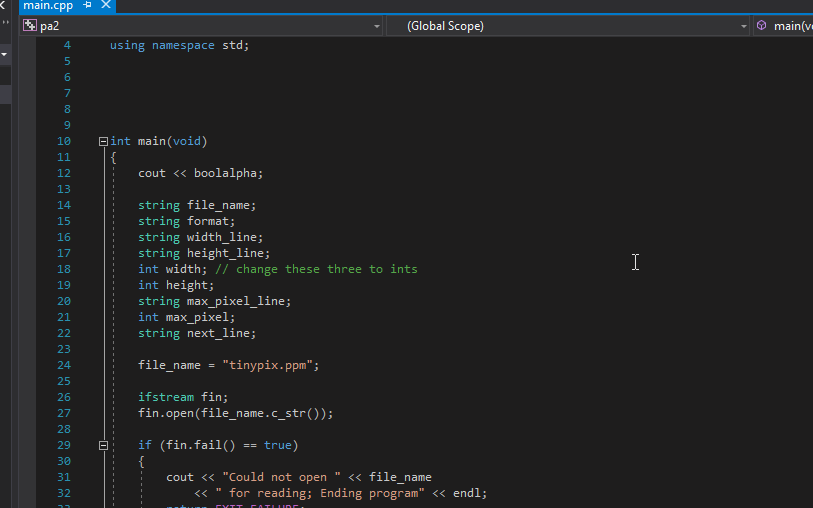 main.cpp
pa2 (Global Scope) main(v
4 using namespace std;
5
6
7
8
9
10 int main(void)
11 {
12 cout << boolalpha;
13
14 string file_name;
15 string format;
16 string width_line;
17 string height_line;
18 int width; // change these three to ints
19 int height;
20 string max_pixel_line;
21 int max_pixel;
22 string next_line;
23
24 file_name = "tinypix.ppm";
25
26 ifstream fin;
27 fin.open(file_name.c_str());
28
29 if (fin.fail() == true)
30 {
31 cout << "Could not open " << file_name
32 << " for reading; Ending program" << endl;
33 return EXIT_FAILURE;